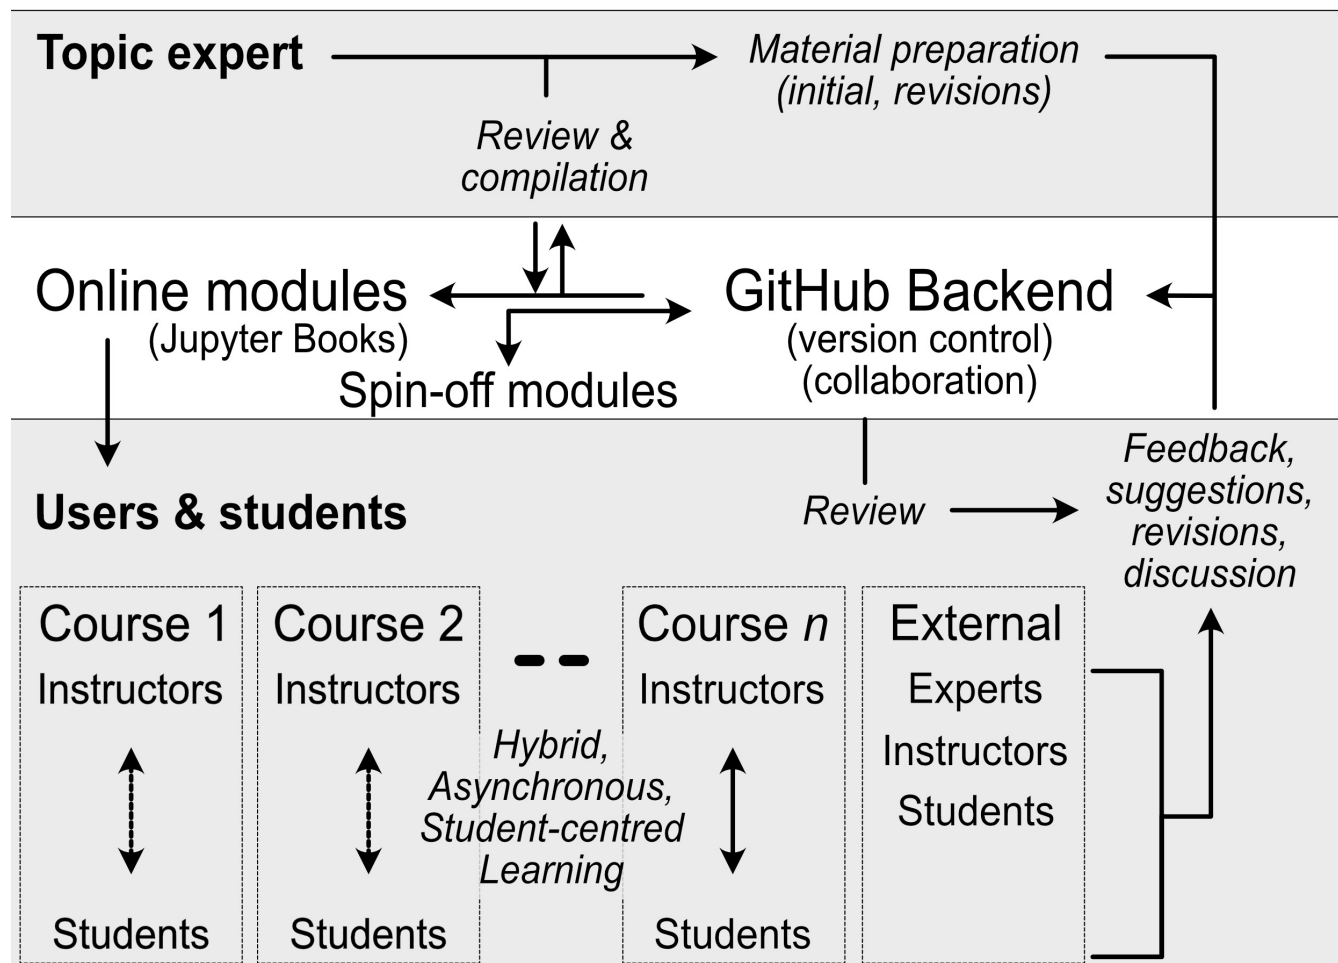 Topic expert
Material preparation
(initial, revisions)
Review &
compilation
Online modules
(Jupyter Books)
GitHub Backend
(version control)
(collaboration)
Spin-off modules
Users & students
Review
Feedback,
suggestions,
revisions,
discussion
Course 1
Instructors
Students
Course 2
Instructors
Students
Hybrid,
Asynchronous,
Student-centred
Learning
Course n
Instructors
Students
External
Experts
Instructors
Students